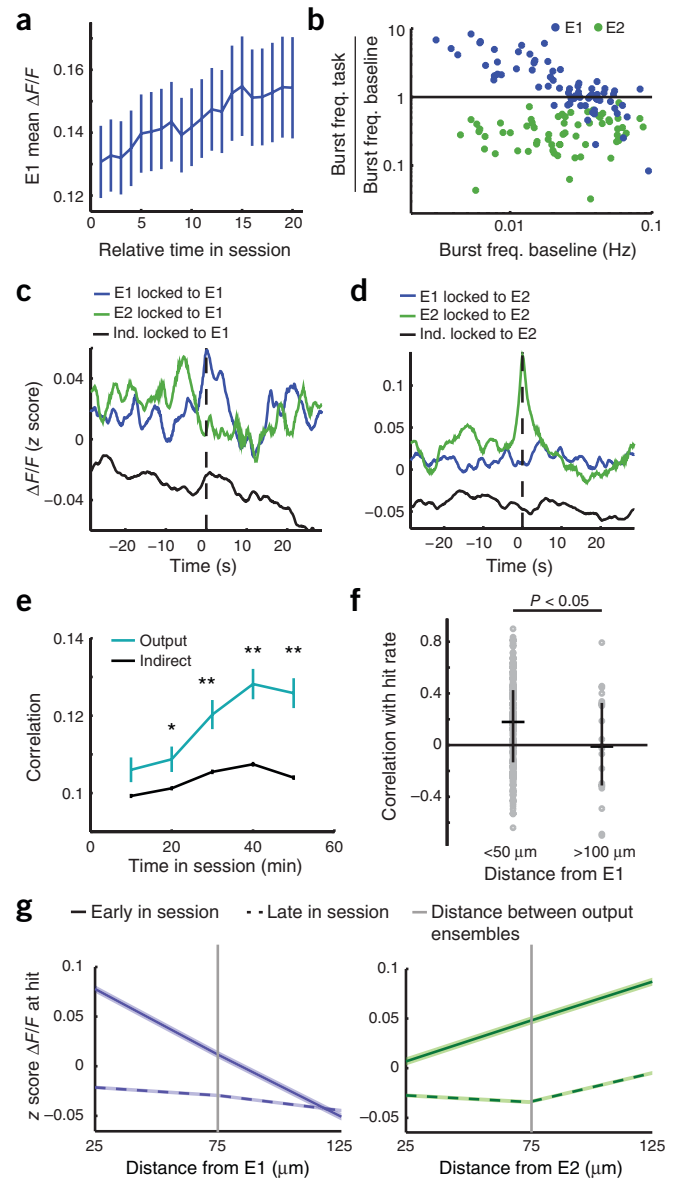 a
E1 mean ΔF/F
0.16
0.14
0.12
0 5 10 15 20
Relative time in session
b
E1 E2
Burst freq. task
Burst freq. baseline
10
1
0.1
0.01 0.1
Burst freq. baseline (Hz)
c
E1 locked to E1
E2 locked to E1
Ind. locked to E1
ΔF/F (z score)
0.04
0
−0.04
−20 −10 0 10 20
Time (s)
d
E1 locked to E2
E2 locked to E2
Ind. locked to E2
0.1
0.05
0
−0.05
−20 −10 0 10 20
Time (s)
e
Output
Indirect
Correlation
0.14
0.12
0.1
* ** ** **
0 20 40 60
Time in session (min)
f
P < 0.05
Correlation with hit rate
0.8
0.4
0
−0.4
<50 μm >100 μm
Distance from E1
g
Early in session Late in session Distance between output
ensembles
z score ΔF/F at hit
0.1
0.05
0
−0.05
25 75 125
Distance from E1 (μm)
0.1
0.05
0
−0.05
25 75 125
Distance from E2 (μm)